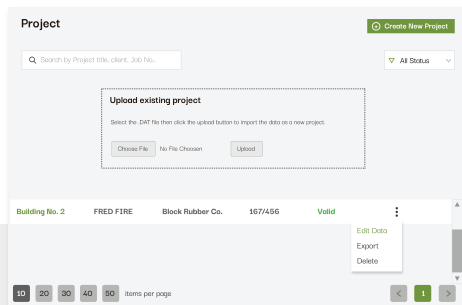 Project
Create New Project
Search by Project title, client, Job No..
All Status
Upload existing project
Select the .DAT file then click the upload button to import the data as a new project.
Choose File No File Choosen Upload
Building No. 2 FRED FIRE Block Rubber Co. 167/456 Valid
Edit Data
Export
Delete
10 20 30 40 50 items per page < 1 >